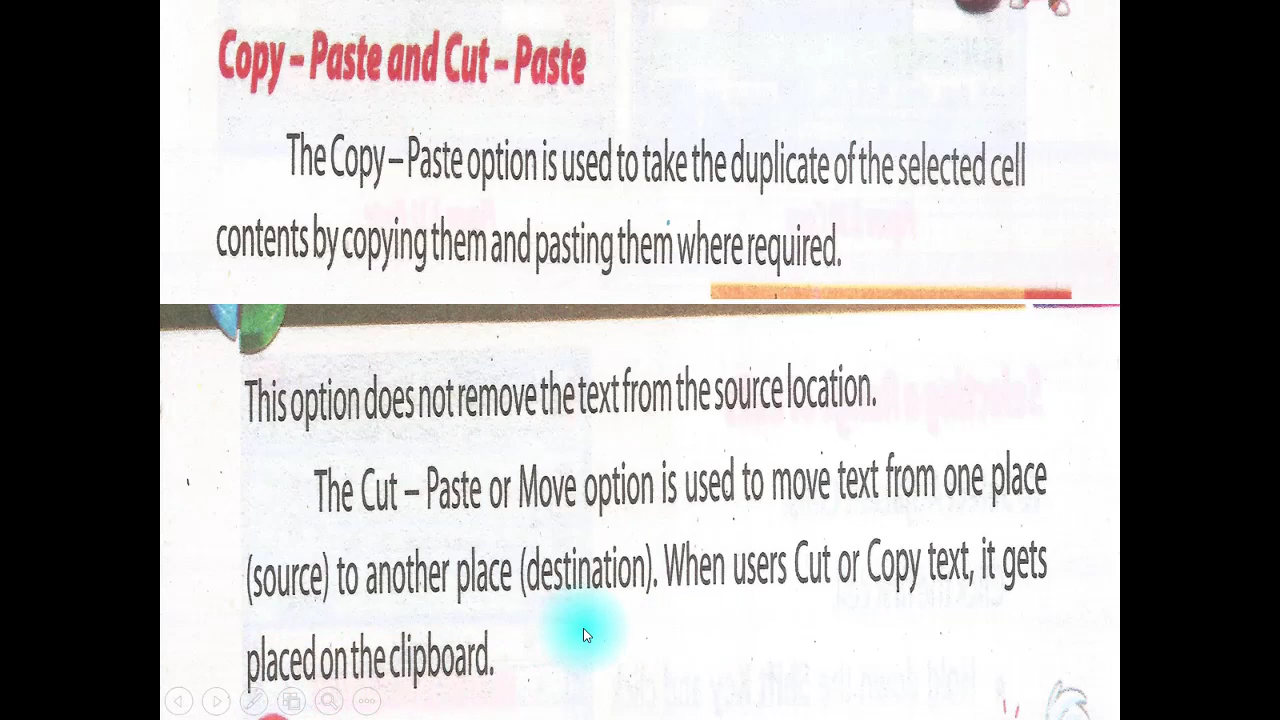 Copy – Paste and Cut – Paste
The Copy – Paste option is used to take the duplicate of the selected cell
contents by copying them and pasting them where required.
This option does not remove the text from the source location.
The Cut – Paste or Move option is used to move text from one place
(source) to another place (destination). When users Cut or Copy text, it gets
placed on the clipboard.